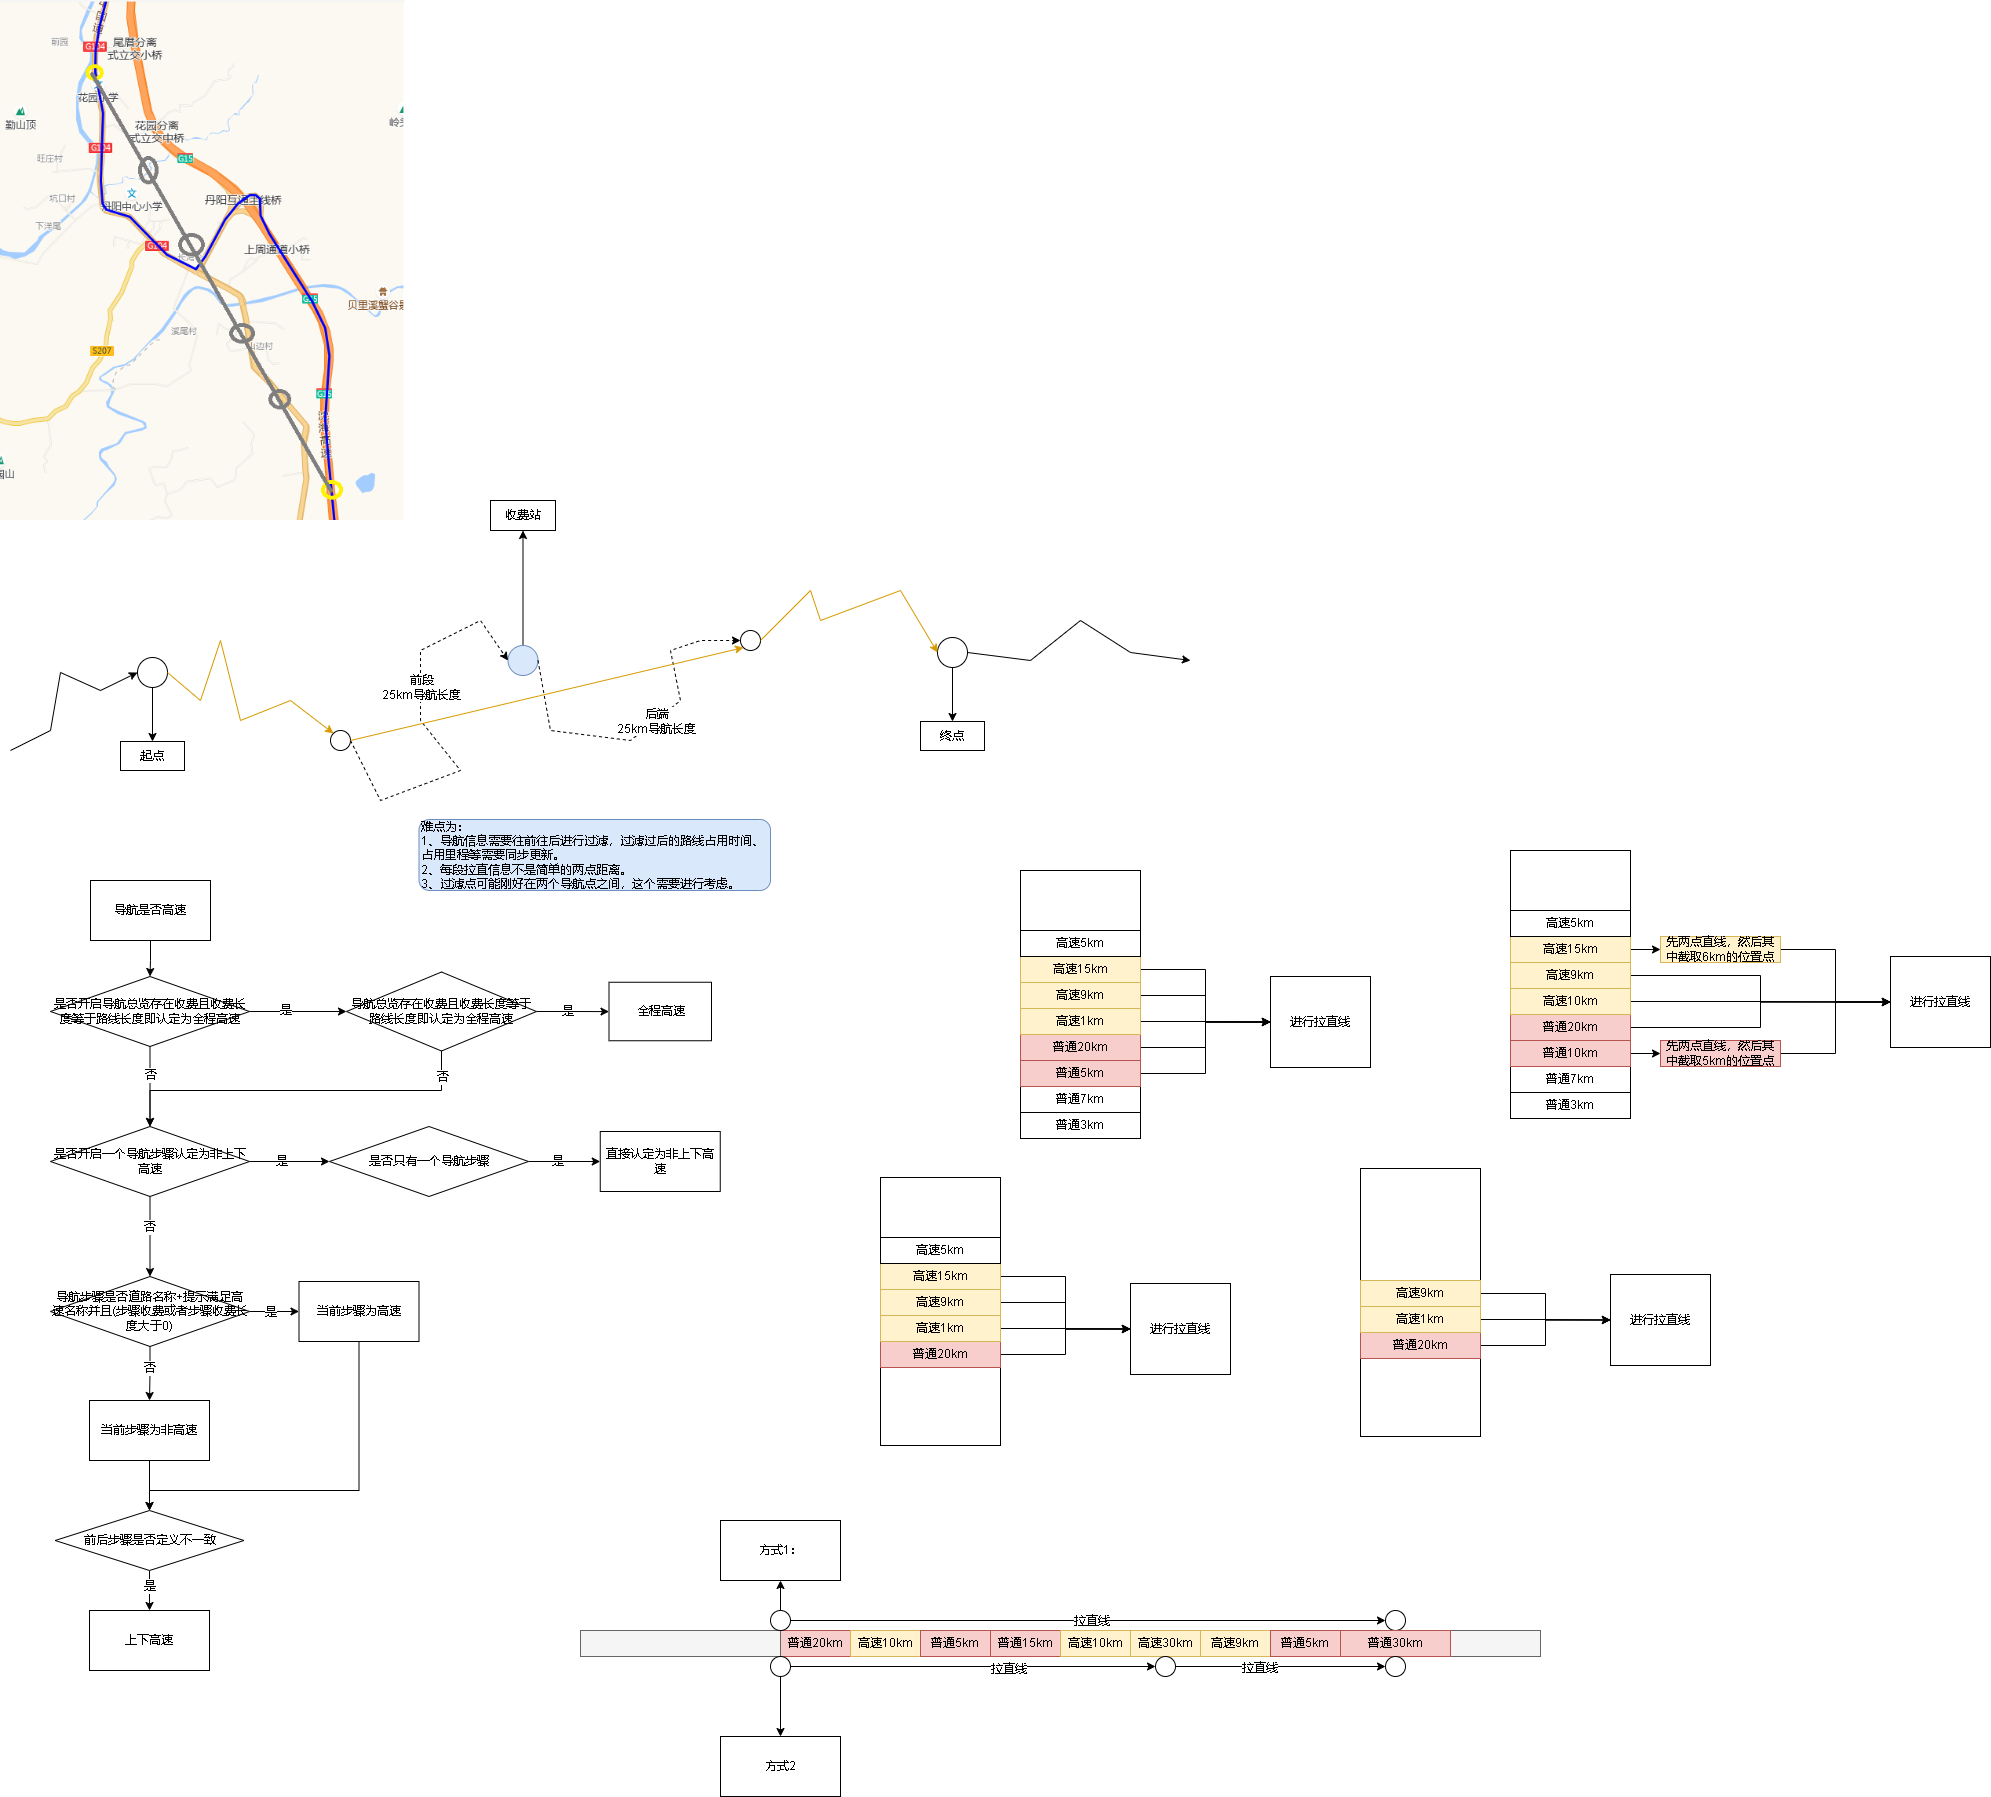 G104
尾厝分离
式立交小桥
前园
花园小学
勤山顶
花园分离
式立交中桥
岭头
G104
旺庄村
G15
坑口村
丹阳中心小学
丹阳互通主线桥
下洋尾
G104
上周通道小桥
贝里溪蟹谷景
G15
溪尾村
山边村
S207
G15
沈海高速
收费站
前段
25km导航长度
后端
25km导航长度
起点
终点
难点为：
1、导航信息需要往前往后进行过滤，过滤过后的路线占用时间、
占用里程等需要同步更新。
2、每段拉直信息不是简单的两点距离。
3、过滤点可能刚好在两个导航点之间，这个需要进行考虑。
导航是否高速
是否开启导航总览存在收费且收费长
度等于路线长度即认定为全程高速
是
导航总览存在收费且收费长度等于
路线长度即认定为全程高速
是
全程高速
否
否
是否开启一个导航步骤认定为非上下
高速
是
是否只有一个导航步骤
是
直接认定为非上下高
速
否
导航步骤是否道路名称+提示满足高
速名称并且(步骤收费或者步骤收费长
度大于0)
是
当前步骤为高速
否
当前步骤为非高速
前后步骤是否定义不一致
是
上下高速
高速5km
高速15km
高速9km
高速1km
普通20km
普通5km
普通7km
普通3km
进行拉直线
高速5km
高速15km
高速9km
高速10km
普通20km
普通10km
普通7km
普通3km
先两点直线，然后其
中截取6km的位置点
先两点直线，然后其
中截取5km的位置点
进行拉直线
高速5km
高速15km
高速9km
高速1km
普通20km
进行拉直线
高速9km
高速1km
普通20km
进行拉直线
方式1：
拉直线
普通20km
高速10km
普通5km
普通15km
高速10km
高速30km
高速9km
普通5km
普通30km
拉直线
拉直线
方式2